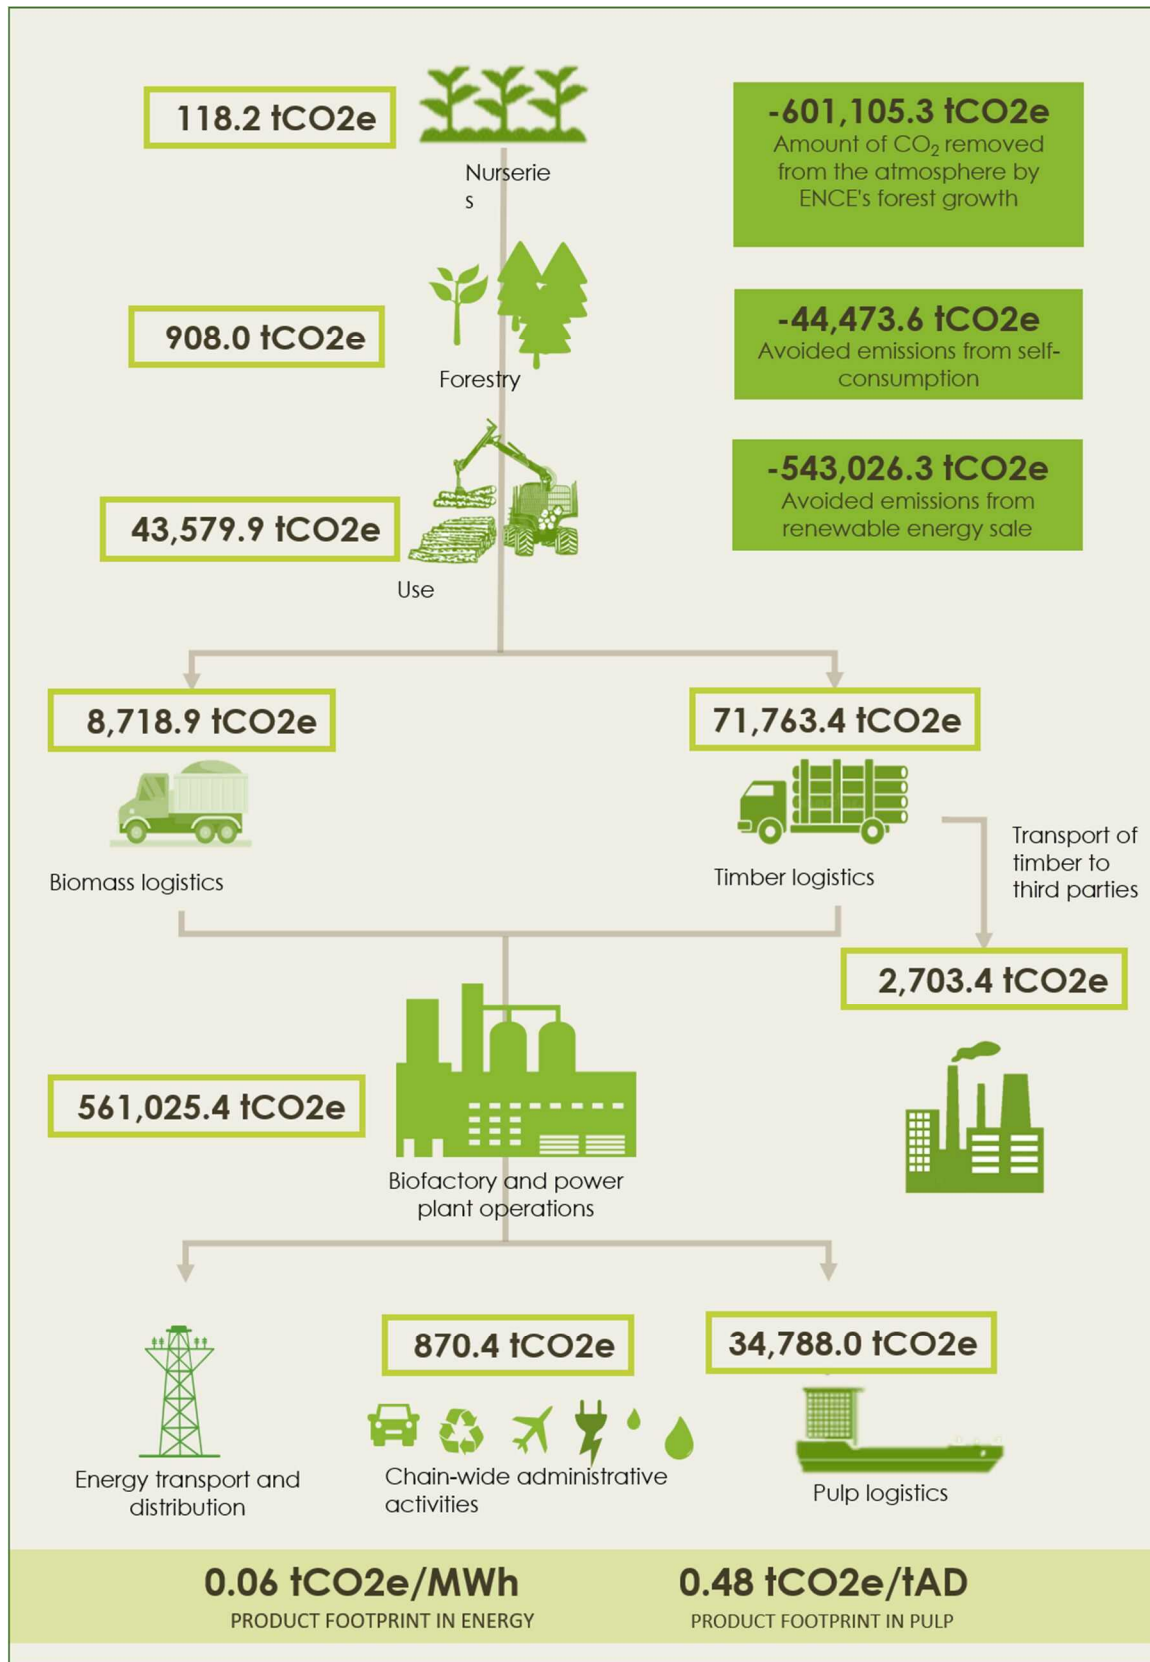 118.2 tCO2e
Nurserie
s
-601,105.3 tCO2e
Amount of CO₂ removed
from the atmosphere by
ENCE's forest growth
908.0 tCO2e
Forestry
-44,473.6 tCO2e
Avoided emissions from self-
consumption
43,579.9 tCO2e
Use
-543,026.3 tCO2e
Avoided emissions from
renewable energy sale
8,718.9 tCO2e
Biomass logistics
71,763.4 tCO2e
Timber logistics
Transport of
timber to
third parties
2,703.4 tCO2e
561,025.4 tCO2e
Biofactory and power
plant operations
Energy transport and
distribution
870.4 tCO2e
Chain-wide administrative
activities
34,788.0 tCO2e
Pulp logistics
0.06 tCO2e/MWh
PRODUCT FOOTPRINT IN ENERGY
0.48 tCO2e/tAD
PRODUCT FOOTPRINT IN PULP